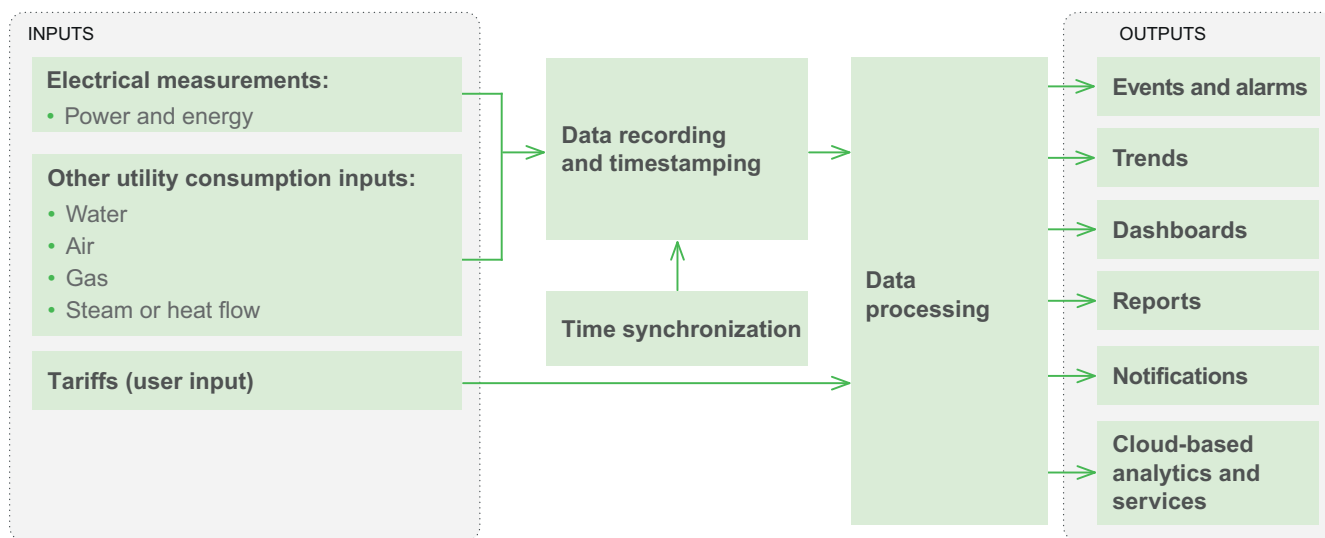 INPUTS
Electrical measurements:
• Power and energy
Other utility consumption inputs:
• Water
• Air
• Gas
• Steam or heat flow
Tariffs (user input)
Data recording
and timestamping
Time synchronization
Data
processing
OUTPUTS
Events and alarms
Trends
Dashboards
Reports
Notifications
Cloud-based
analytics and
services